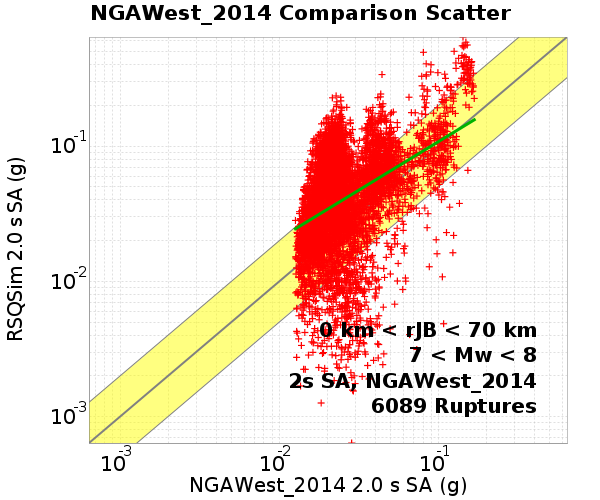 NGAWest_2014 Comparison Scatter
RSQSim 2.0 s SA (g)
10-1
10-2
10-3
0 km < rJB < 70 km
7 < Mw < 8
2s SA, NGAWest_2014
6089 Ruptures
10-3 10-2 10-1
NGAWest_2014 2.0 s SA (g)